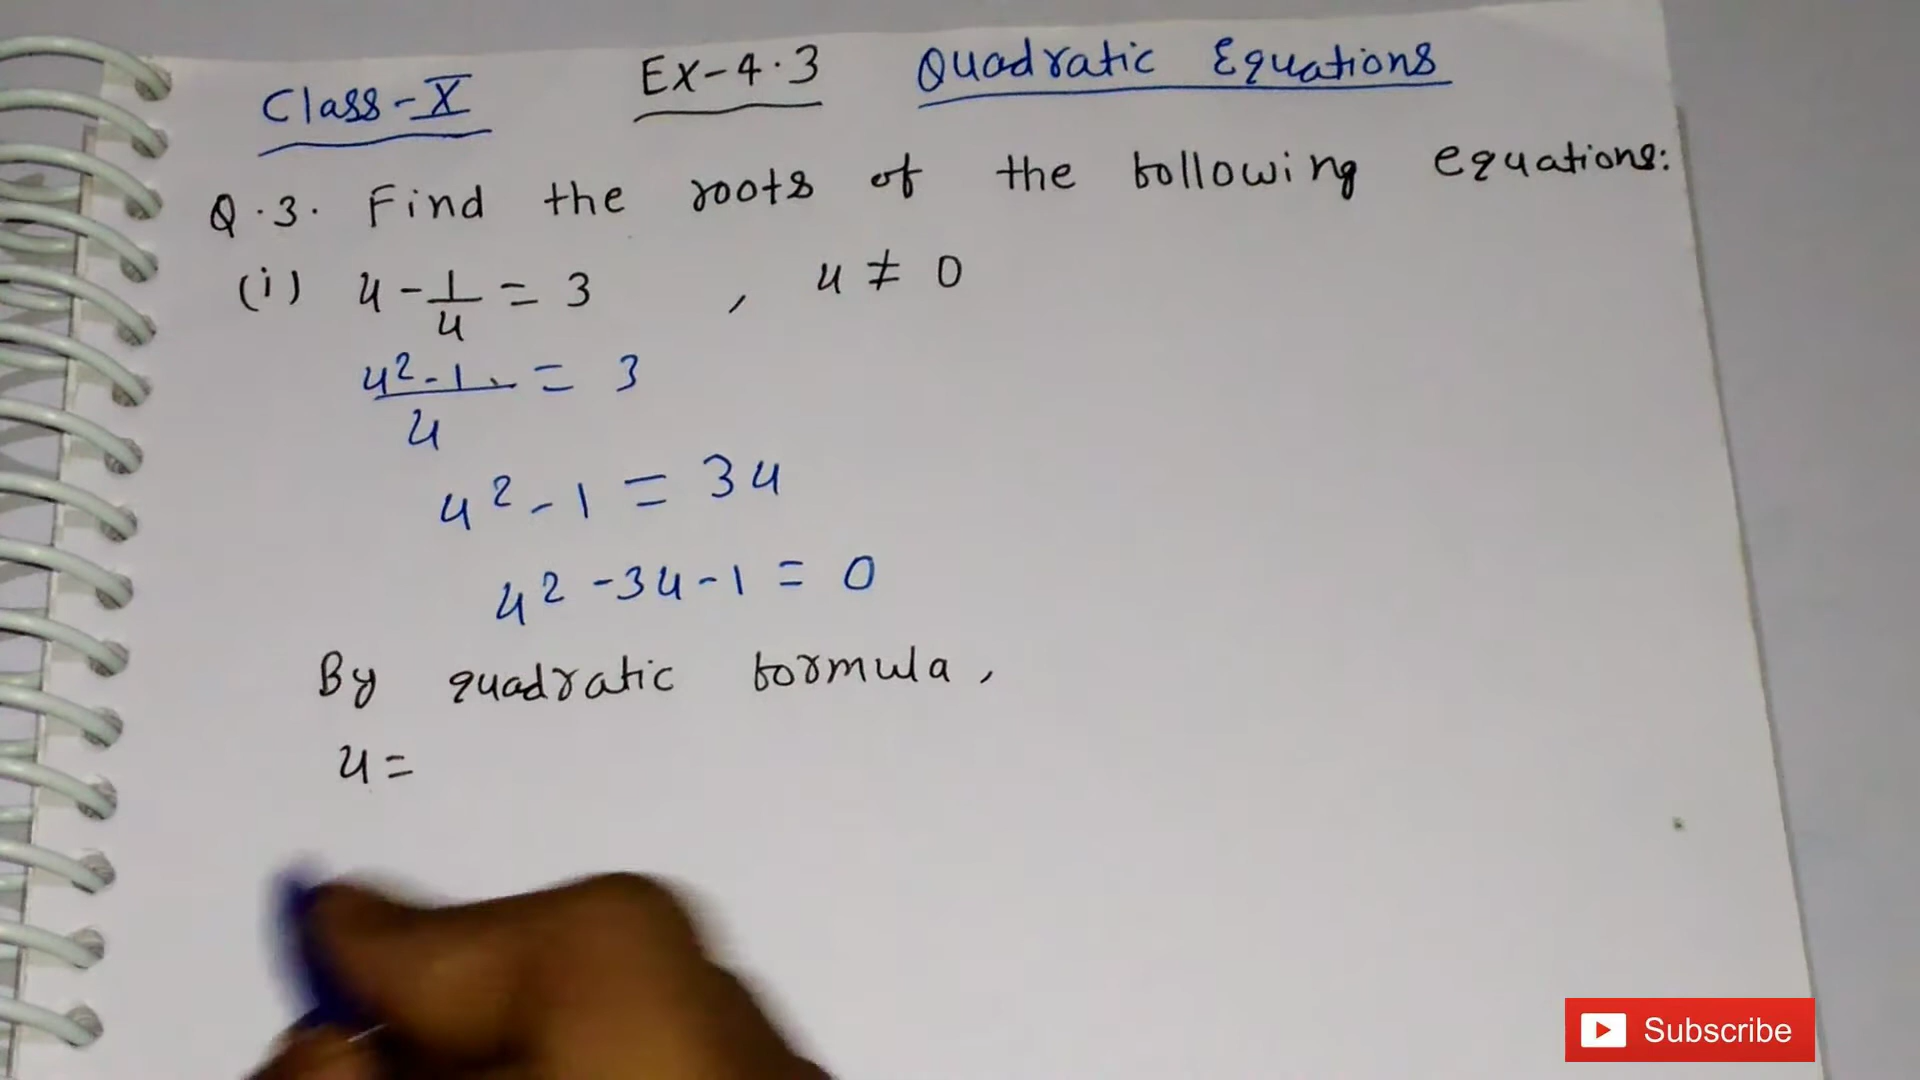 Class-X Ex-4.3 Quadratic Equations
Q.3. Find the roots of the following equations:
(i) x - 1/x = 3 , x ≠ 0
x² - 1 / x = 3
x² - 1 = 3x
x² - 3x - 1 = 0
By quadratic formula,
x =
Subscribe